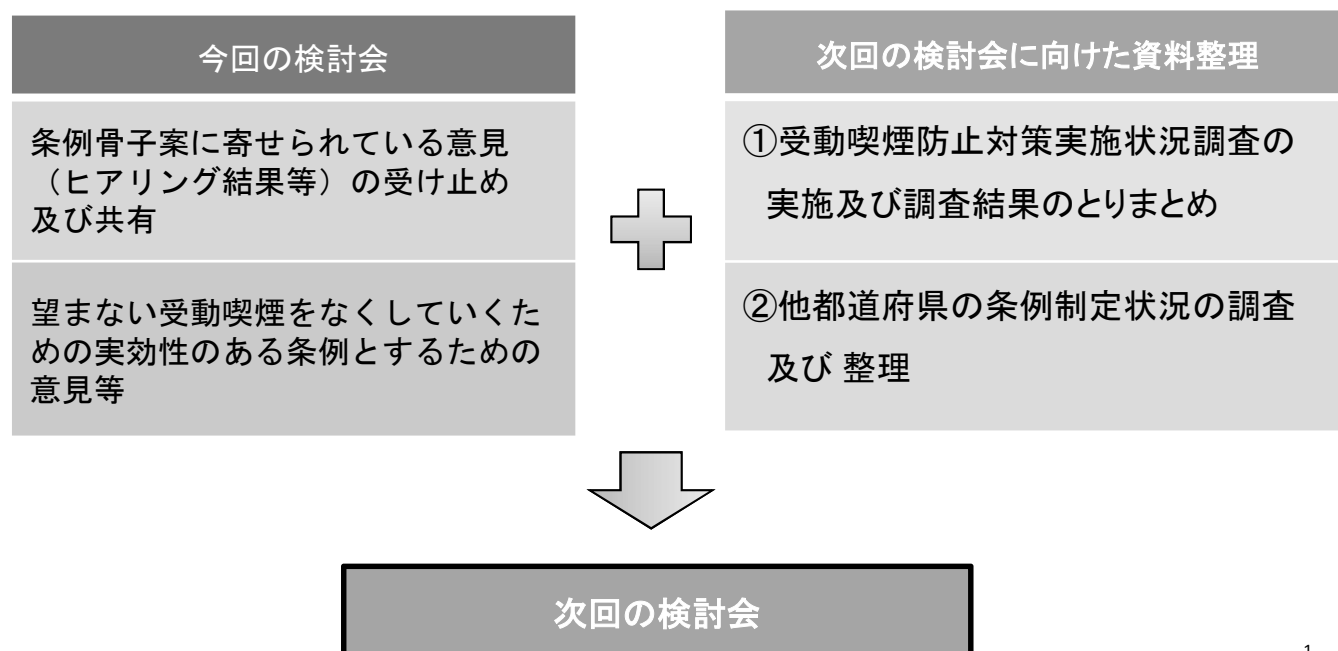 今回の検討会
条例骨子案に寄せられている意見
（ヒアリング結果等）の受け止め
及び共有
望まない受動喫煙をなくしていくた
めの実効性のある条例とするための
意見等
次回の検討会に向けた資料整理
①受動喫煙防止対策実施状況調査の
実施及び調査結果のとりまとめ
②他都道府県の条例制定状況の調査
及び 整理
次回の検討会
1